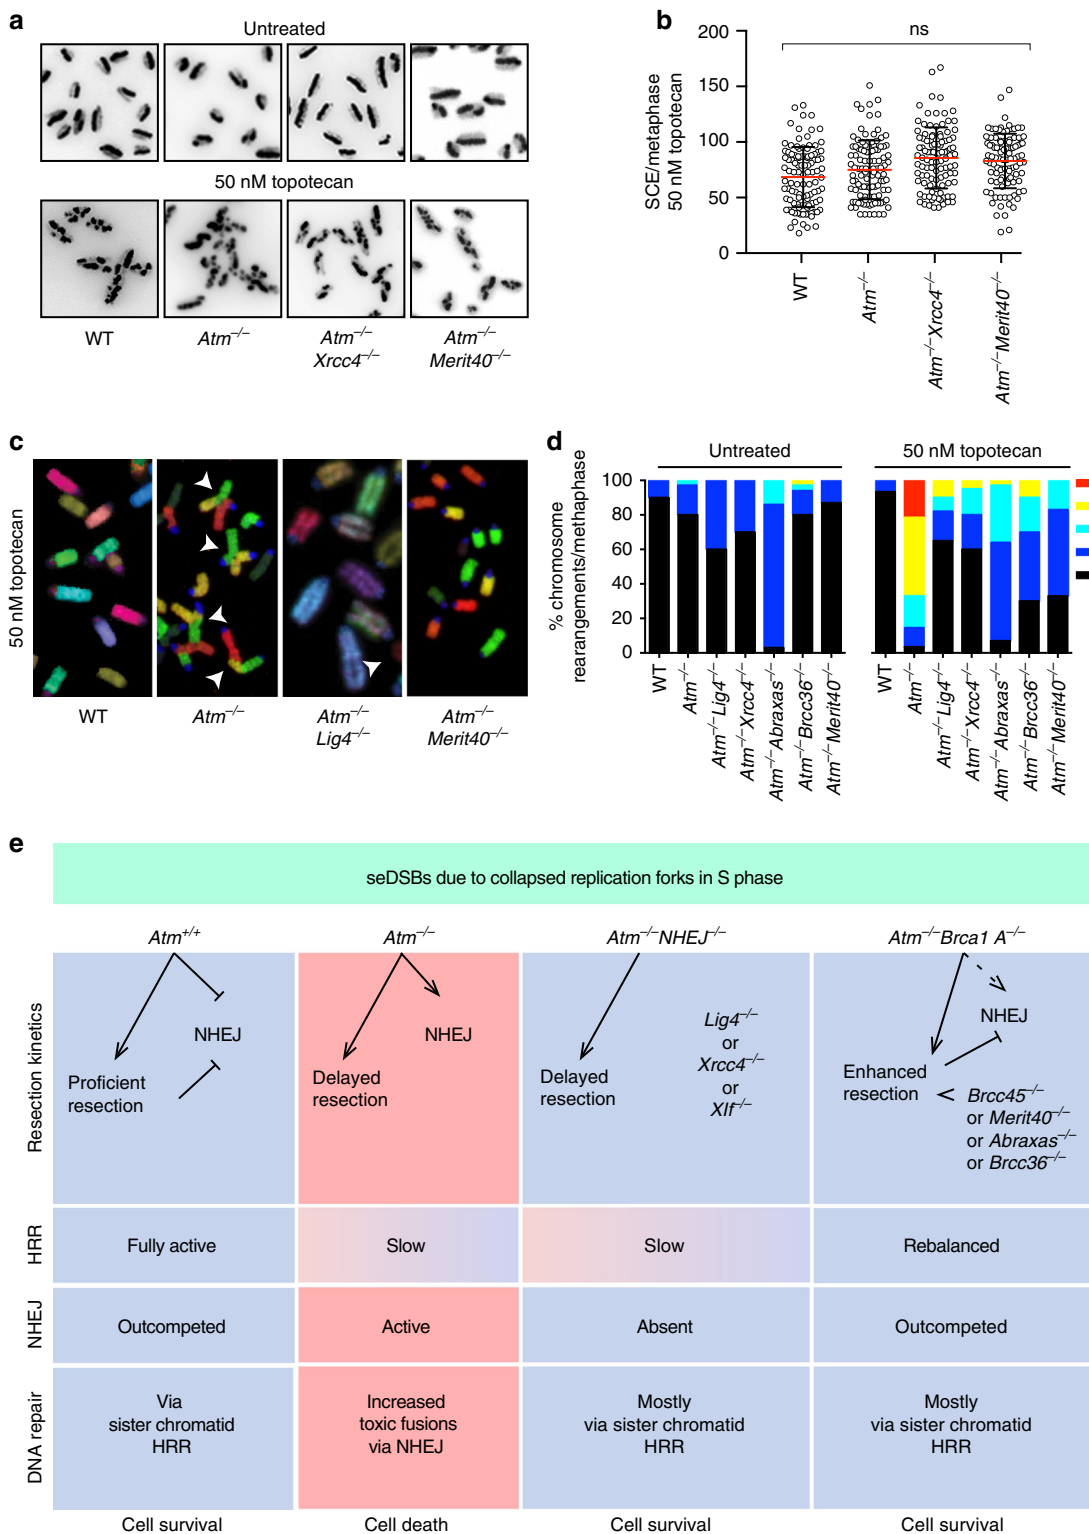 a
Untreated
50 nM topotecan
WT
Atm–/–
Atm–/–
Xrcc4–/–
Atm–/–
Merit40–/–
b
ns
SCE/metaphase
50 nM topotecan
200
150
100
50
0
WT
Atm–/–
Atm–/–Xrcc4–/–
Atm–/–Merit40–/–
c
50 nM topotecan
WT
Atm–/–
Atm–/–
Lig4–/–
Atm–/–
Merit40–/–
d
Untreated
50 nM topotecan
% chromosome
rearangements/methaphase
100
80
60
40
20
0
WT
Atm–/–
Atm–/–Lig4–/–
Atm–/–Xrcc4–/–
Atm–/–Abraxas–/–
Atm–/–Brcc36–/–
Atm–/–Merit40–/–
WT
Atm–/–
Atm–/–Lig4–/–
Atm–/–Xrcc4–/–
Atm–/–Abraxas–/–
Atm–/–Brcc36–/–
Atm–/–Merit40–/–
e
seDSBs due to collapsed replication forks in S phase
Atm+/+
Atm–/–
Atm–/–NHEJ–/–
Atm–/–Brca1 A–/–
Resection kinetics
NHEJ
Proficient
resection
NHEJ
Delayed
resection
Delayed
resection
Lig4–/–
or
Xrcc4–/–
or
Xlf–/–
NHEJ
Enhanced
resection
Brcc45–/–
or Merit40–/–
or Abraxas–/–
or Brcc36–/–
HRR
Fully active
Slow
Slow
Rebalanced
NHEJ
Outcompeted
Active
Absent
Outcompeted
DNA repair
Via
sister chromatid
HRR
Increased
toxic fusions
via NHEJ
Mostly
via sister chromatid
HRR
Mostly
via sister chromatid
HRR
Cell survival
Cell death
Cell survival
Cell survival